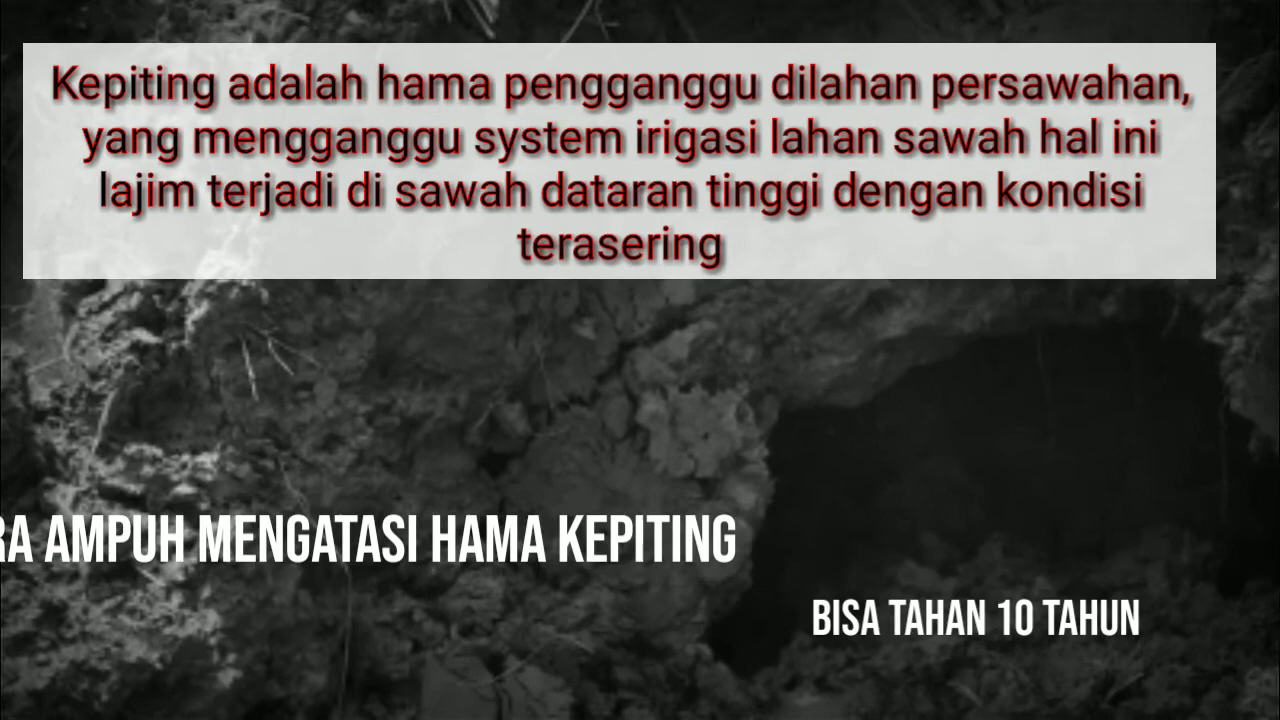 Kepiting adalah hama pengganggu dilahan persawahan,
yang mengganggu system irigasi lahan sawah hal ini
lajim terjadi di sawah dataran tinggi dengan kondisi
terasering
AMPUH MENGATASI HAMA KEPITING
BISA TAHAN 10 TAHUN